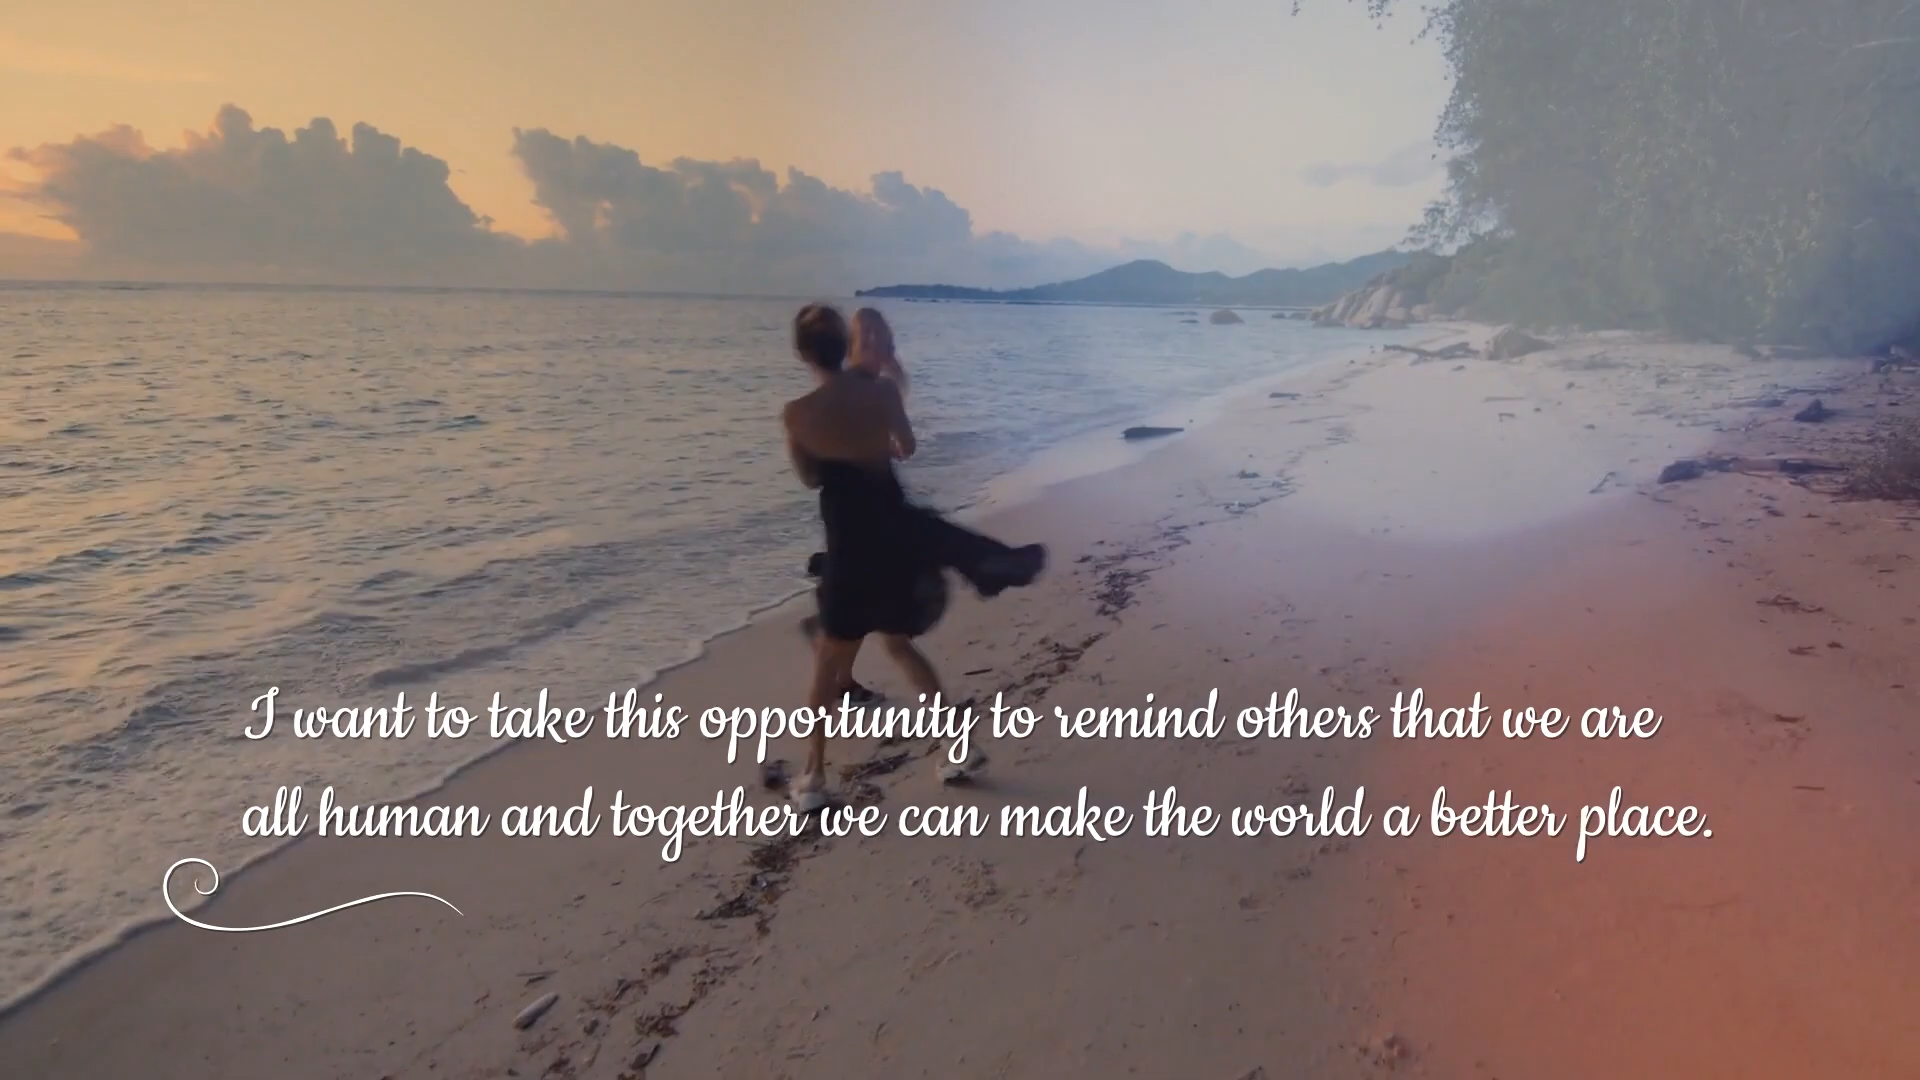 I want to take this opportunity to remind others that we are
all human and together we can make the world a better place.